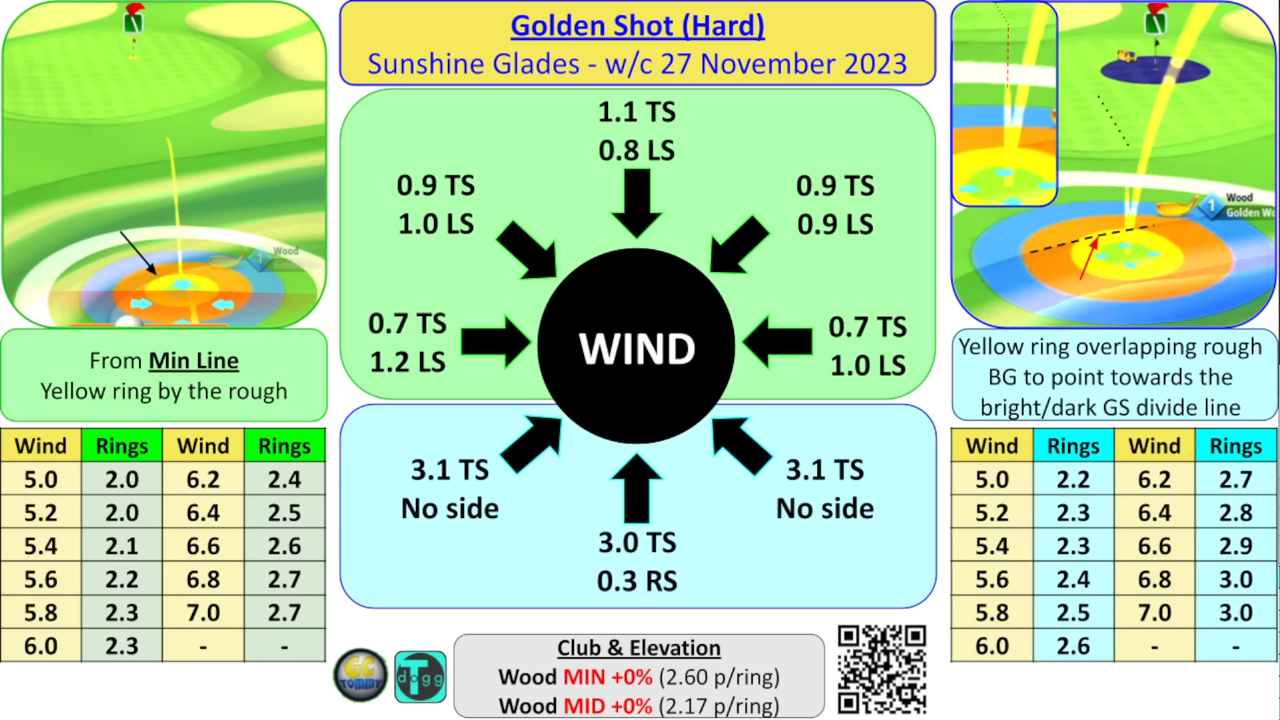 Golden Shot (Hard)
Sunshine Glades - w/c 27 November 2023
1.1 TS
0.8 LS
0.9 TS
1.0 LS
0.9 TS
0.9 LS
0.7 TS
1.2 LS
WIND
0.7 TS
1.0 LS
3.1 TS
No side
3.1 TS
No side
3.0 TS
0.3 RS
1 Wood
From Min Line
Yellow ring by the rough
Wind Rings Wind Rings
5.0 2.0 6.2 2.4
5.2 2.0 6.4 2.5
5.4 2.1 6.6 2.6
5.6 2.2 6.8 2.7
5.8 2.3 7.0 2.7
6.0 2.3 - -
1 Wood
Golden Wo
Yellow ring overlapping rough
BG to point towards the
bright/dark GS divide line
Wind Rings Wind Rings
5.0 2.2 6.2 2.7
5.2 2.3 6.4 2.8
5.4 2.3 6.6 2.9
5.6 2.4 6.8 3.0
5.8 2.5 7.0 3.0
6.0 2.6 - -
GC
TOMMY
T
dogg
Club & Elevation
Wood MIN +0% (2.60 p/ring)
Wood MID +0% (2.17 p/ring)